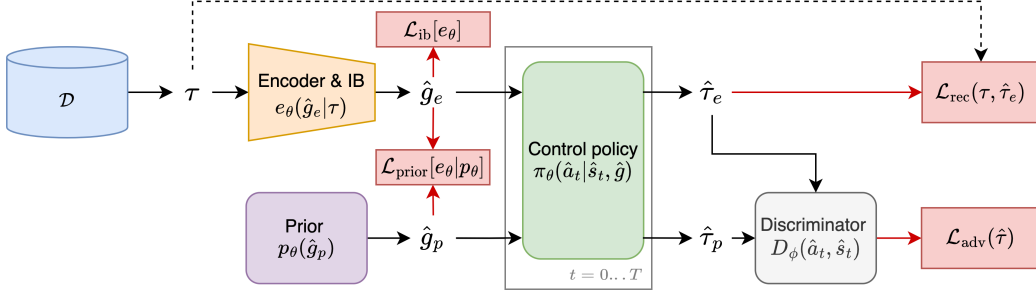 𝓛_ib[e_θ]
𝒟
τ
Encoder & IB
e_θ(ĝ_e|τ)
ĝ_e
τ̂_e
𝓛_rec(τ, τ̂_e)
Control policy
π_θ(â_t|ŝ_t, ĝ)
𝓛_prior[e_θ|p_θ]
Prior
p_θ(ĝ_p)
ĝ_p
τ̂_p
Discriminator
D_ϕ(â_t, ŝ_t)
𝓛_adv(τ̂)
t = 0...T